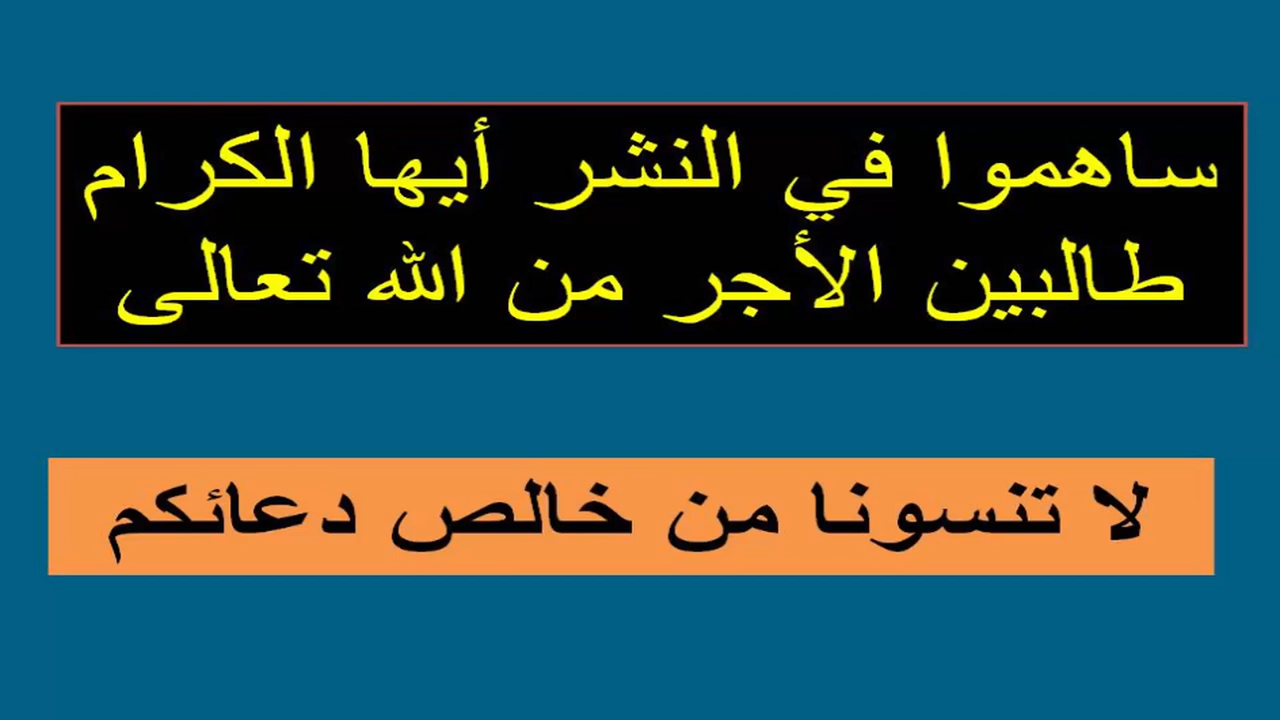 ساهموا في النشر أيها الكرام
طالبين الأجر من الله تعالى
لا تنسونا من خالص دعائكم